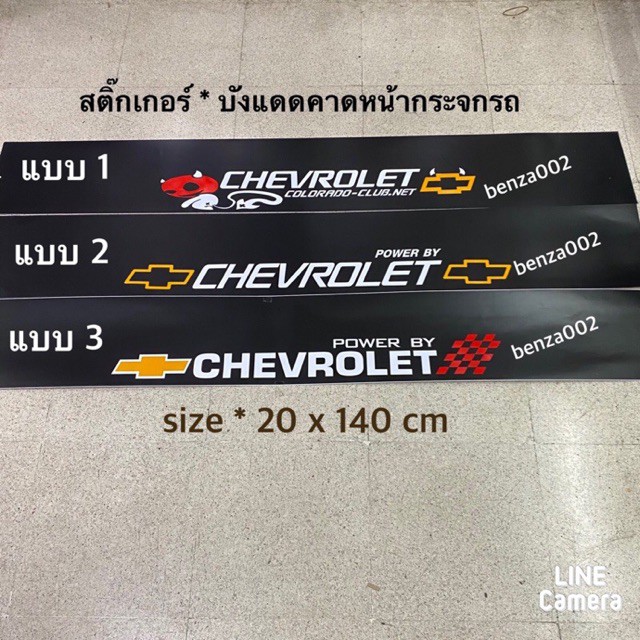 สติ๊กเกอร์ * บังแดดคาดหน้ากระจกรถ
แบบ 1
CHEVROLET
COLORADO-CLUB.NET
benza002
แบบ 2
POWER BY
CHEVROLET
benza002
แบบ 3
POWER BY
CHEVROLET
benza002
size * 20 x 140 cm
LINE
Camera